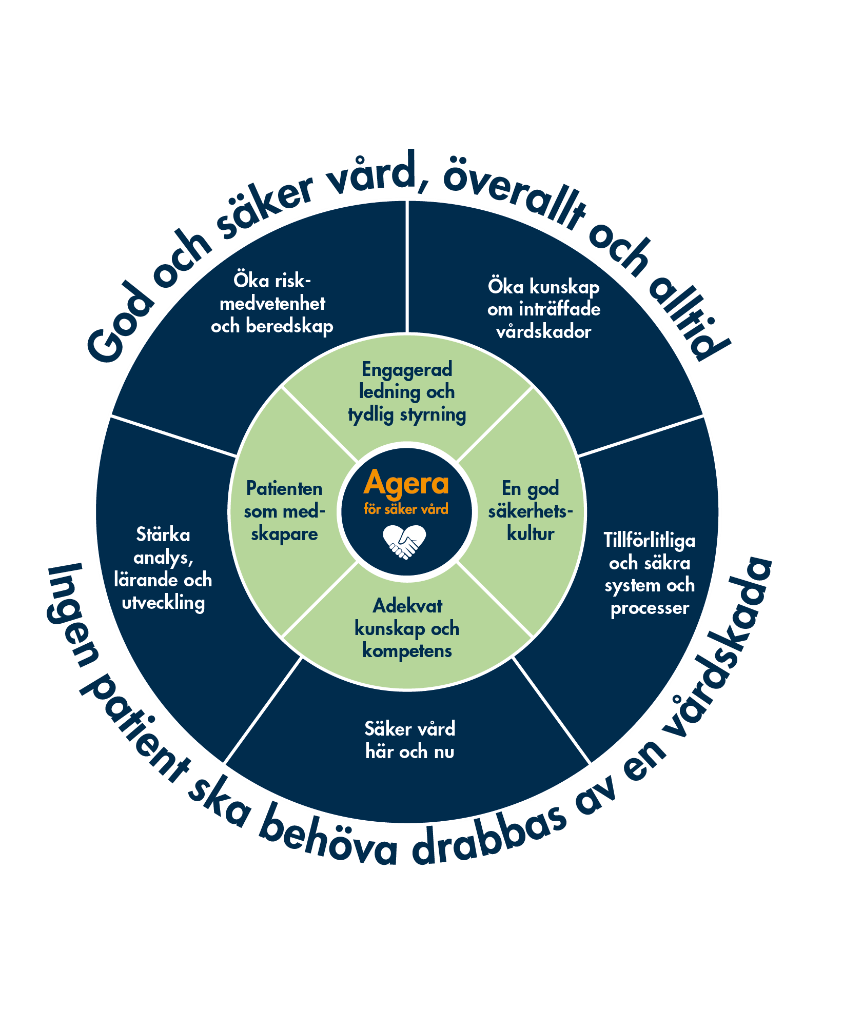 God och säker vård, överallt och alltid
Öka risk-
medvetenhet
och beredskap
Öka kunskap
om inträffade
vårdskador
Engagerad
ledning och
tydlig styrning
Patienten
som med-
skapare
Agera
för säker vård
En god
säkerhets-
kultur
Stärka
analys,
lärande och
utveckling
Tillförlitliga
och säkra
system och
processer
Adekvat
kunskap och
kompetens
Säker vård
här och nu
Ingen patient ska behöva drabbas av en vårdskada